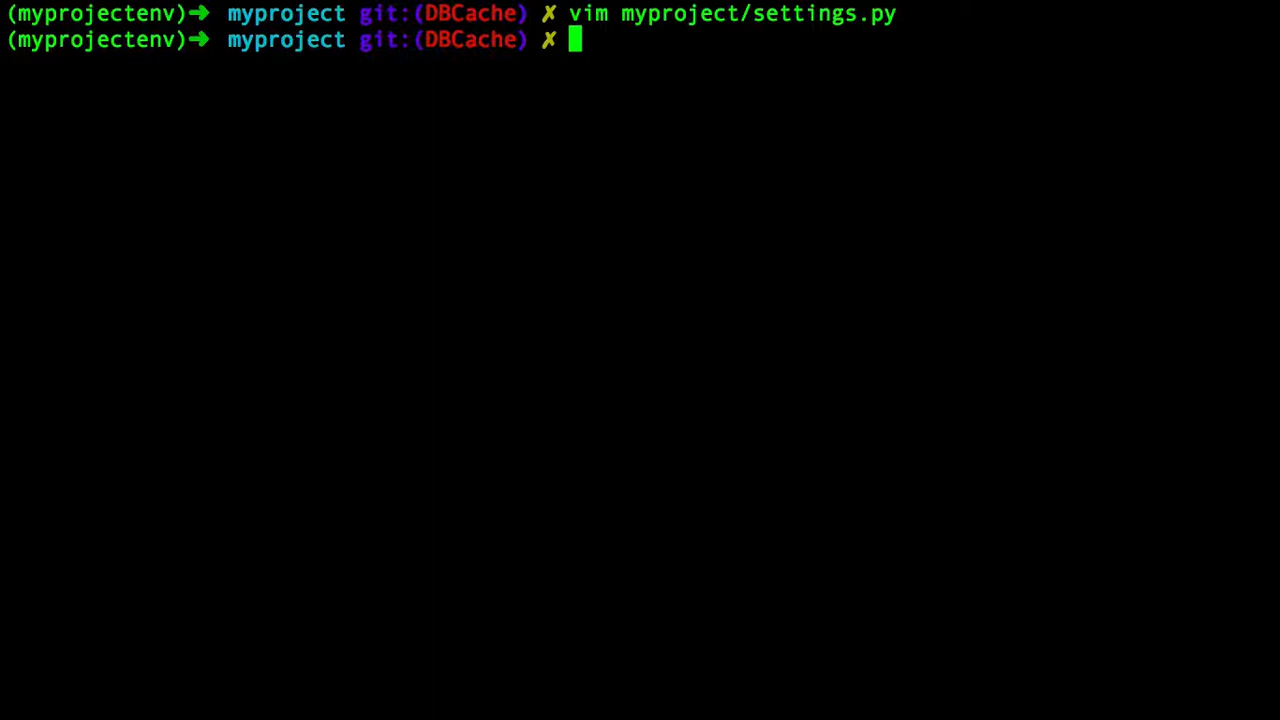 (myprojectenv)➜ myproject git:(DBCache) ✗ vim myproject/settings.py
(myprojectenv)➜ myproject git:(DBCache) ✗